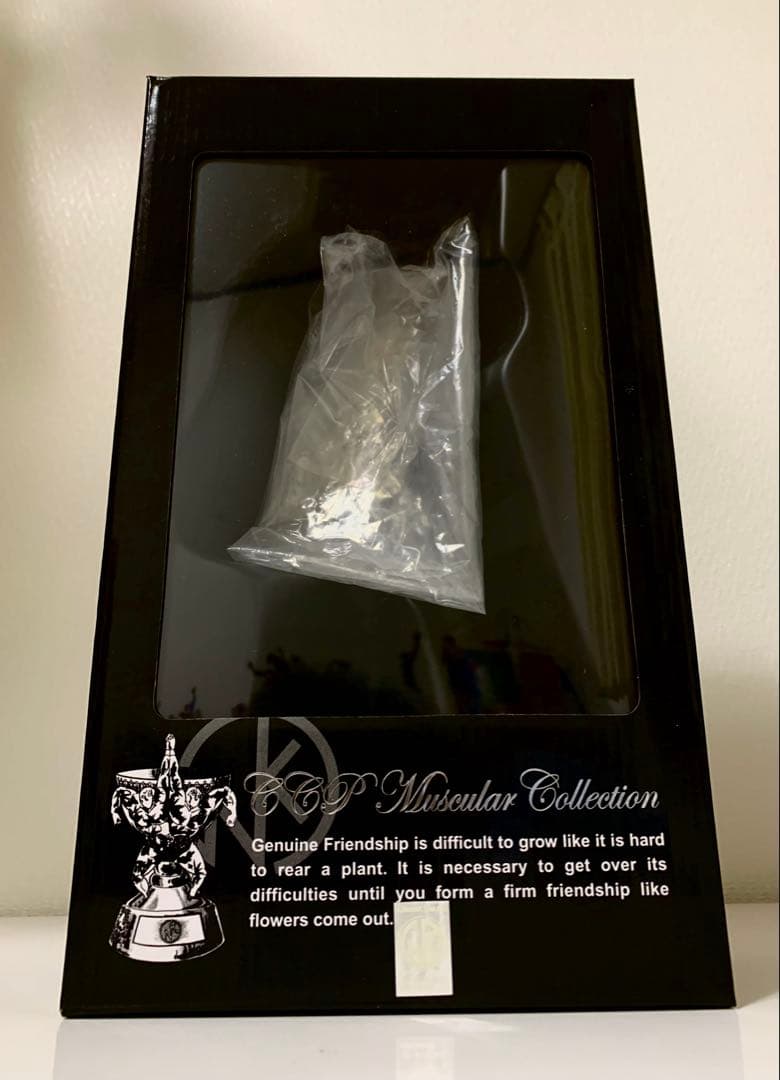 CCP Muscular Collection
Genuine Friendship is difficult to grow like it is hard
to rear a plant. It is necessary to get over its
difficulties until you form a firm friendship like
flowers come out.